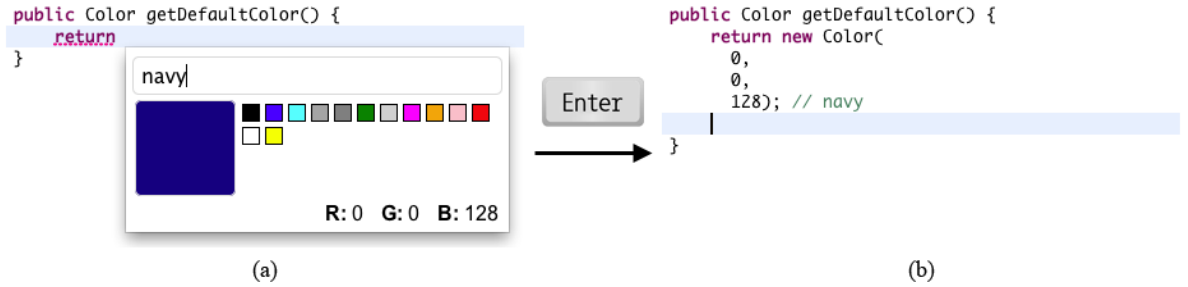 public Color getDefaultColor() {
return
}
navy
R: 0 G: 0 B: 128
(a)
Enter
public Color getDefaultColor() {
return new Color(
0,
0,
128); // navy
}
(b)